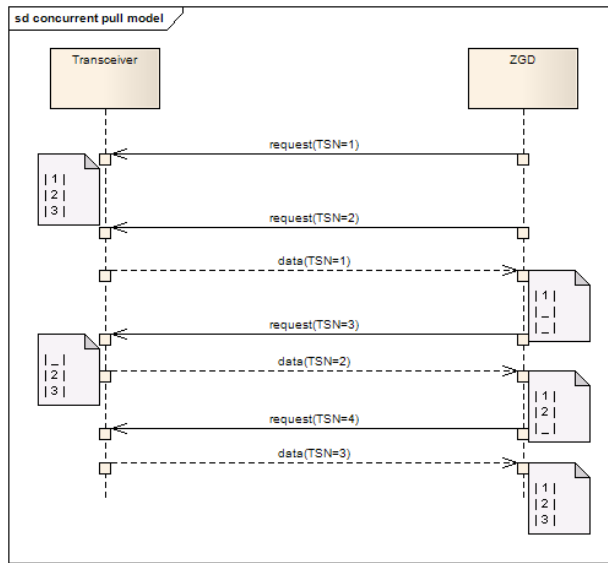 sd concurrent pull model
Transceiver
ZGD
request(TSN=1)
| 1 |
| 2 |
| 3 |
request(TSN=2)
data(TSN=1)
| 1 |
| _ |
| _ |
request(TSN=3)
| _ |
| 2 |
| 3 |
data(TSN=2)
| 1 |
| 2 |
| _ |
request(TSN=4)
data(TSN=3)
| 1 |
| 2 |
| 3 |